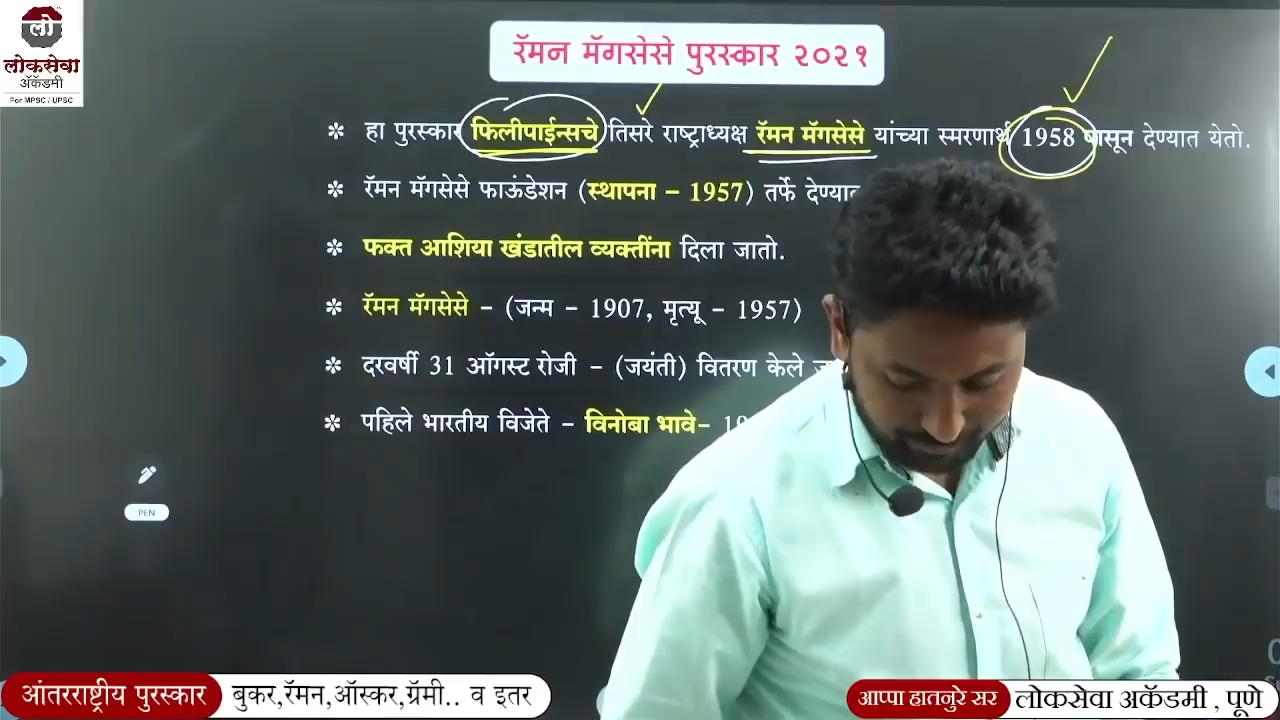 लो
लोकसेवा
अ‍ॅकॅडमी
For MPSC / UPSC
रॅमन मॅगसेसे पुरस्कार २०२१
✻ हा पुरस्कार फिलीपाईन्सचे तिसरे राष्ट्राध्यक्ष रॅमन मॅगसेसे यांच्या स्मरणार्थ 1958 पासून देण्यात येतो.
✻ रॅमन मॅगसेसे फाऊंडेशन (स्थापना – 1957) तर्फे
✻ फक्त आशिया खंडातील व्यक्तींना दिला जातो.
✻ रॅमन मॅगसेसे – (जन्म – 1907, मृत्यू – 1957)
✻ दरवर्षी 31 ऑगस्ट रोजी – (जयंती) वितरण केले
✻ पहिले भारतीय विजेते – विनोबा भावे–
PEN
आंतरराष्ट्रीय पुरस्कार बुकर,रॅमन,ऑस्कर,ग्रॅमी.. व इतर
आप्पा हातनुरे सर लोकसेवा अकॅडमी , पूणे